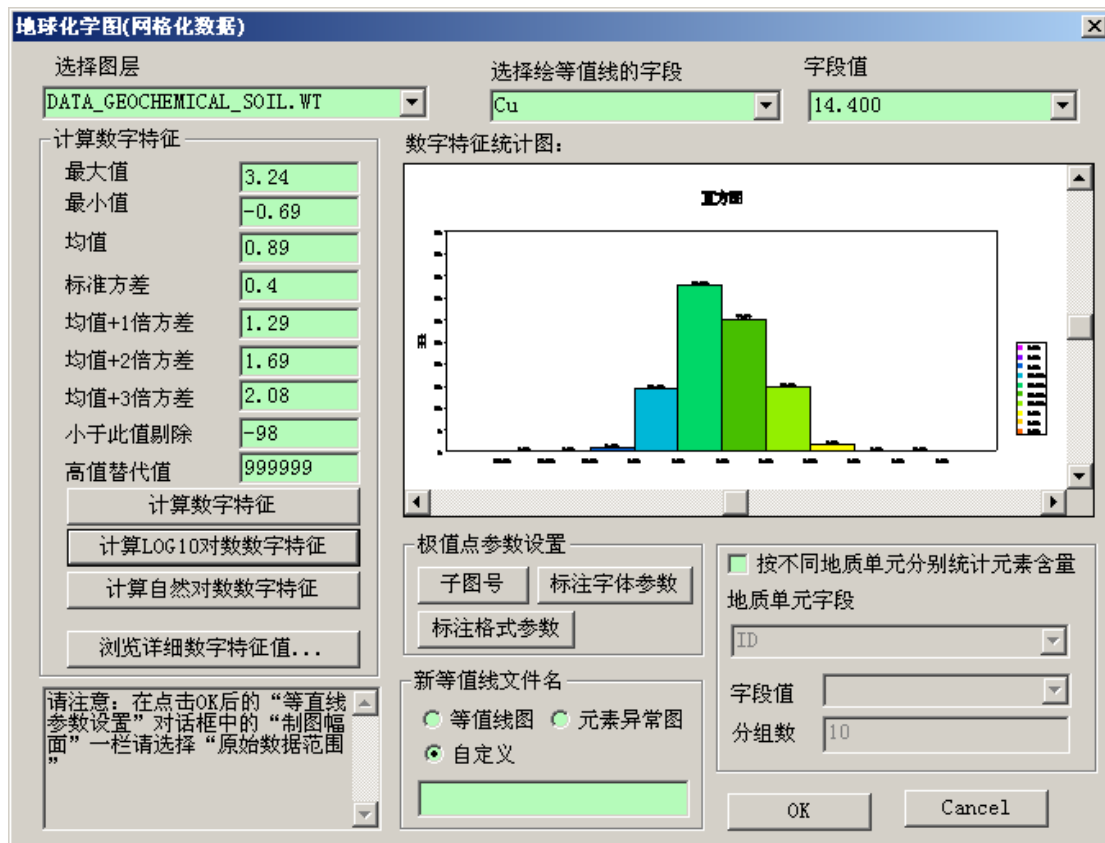 地球化学图(网格化数据)
选择图层
选择绘等值线的字段
字段值
DATA_GEOCHEMICAL_SOIL.WT
Cu
14.400
计算数字特征
数字特征统计图:
最大值
3.24
最小值
-0.69
均值
0.89
标准方差
0.4
均值+1倍方差
1.29
均值+2倍方差
1.69
均值+3倍方差
2.08
小于此值剔除
-98
高值替代值
999999
计算数字特征
计算LOG10对数数字特征
计算自然对数数字特征
浏览详细数字特征值...
直方图
极值点参数设置
子图号
标注字体参数
标注格式参数
按不同地质单元分别统计元素含量
地质单元字段
ID
字段值
分组数
10
请注意: 在点击OK后的“等直线
参数设置”对话框中的“制图幅
面”一栏请选择“原始数据范围
”
新等值线文件名
等值线图
元素异常图
自定义
OK
Cancel